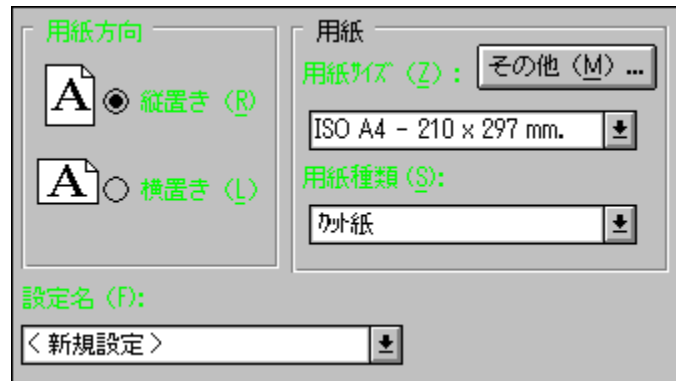 用紙方向
A
縦置き (R)
A
横置き (L)
用紙
用紙ｻｲｽﾞ (Z) :
その他 (M) ...
ISO A4 - 210 x 297 mm.
用紙種類 (S):
ｶｯﾄ紙
設定名 (F):
< 新規設定 >